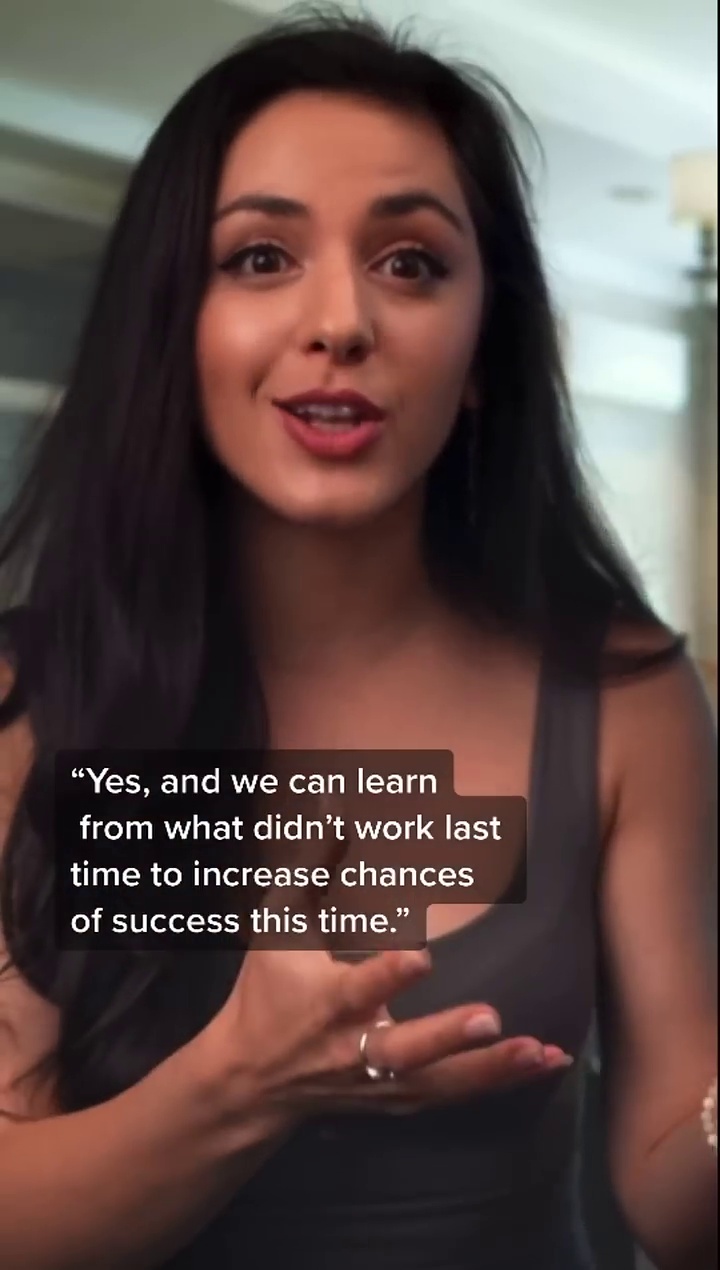 “Yes, and we can learn
from what didn’t work last
time to increase chances
of success this time.”